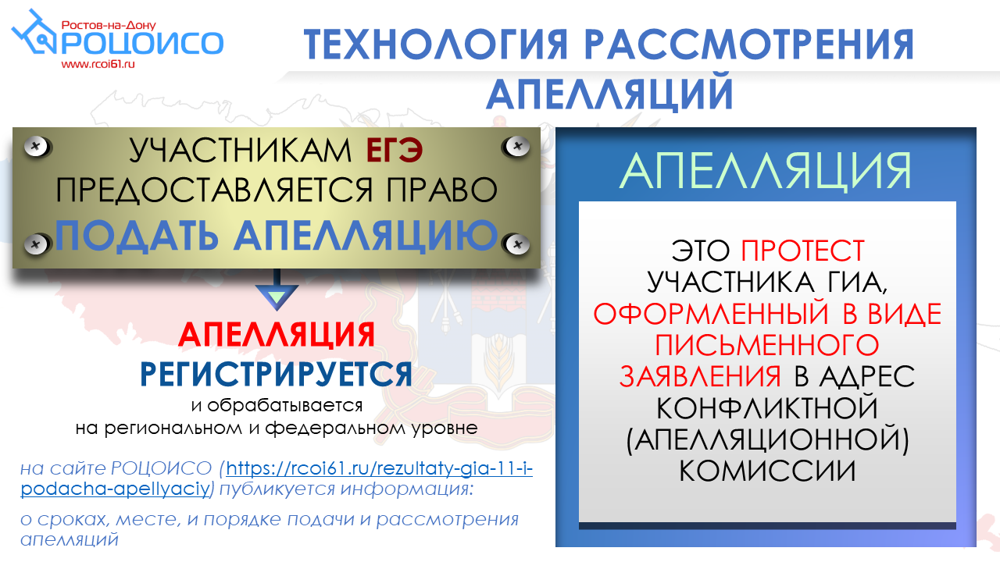 Ростов-на-Дону
РОЦОИСО
www.rcoi61.ru
ТЕХНОЛОГИЯ РАССМОТРЕНИЯ
АПЕЛЛЯЦИЙ
УЧАСТНИКАМ ЕГЭ
ПРЕДОСТАВЛЯЕТСЯ ПРАВО
ПОДАТЬ АПЕЛЛЯЦИЮ
АПЕЛЛЯЦИЯ
РЕГИСТРИРУЕТСЯ
и обрабатывается
на региональном и федеральном уровне
на сайте РОЦОИСО (https://rcoi61.ru/rezultaty-gia-11-i-
podacha-apellyaciy) публикуется информация:
о сроках, месте, и порядке подачи и рассмотрения
апелляций
АПЕЛЛЯЦИЯ
ЭТО ПРОТЕСТ
УЧАСТНИКА ГИА,
ОФОРМЛЕННЫЙ В ВИДЕ
ПИСЬМЕННОГО
ЗАЯВЛЕНИЯ В АДРЕС
КОНФЛИКТНОЙ
(АПЕЛЛЯЦИОННОЙ)
КОМИССИИ